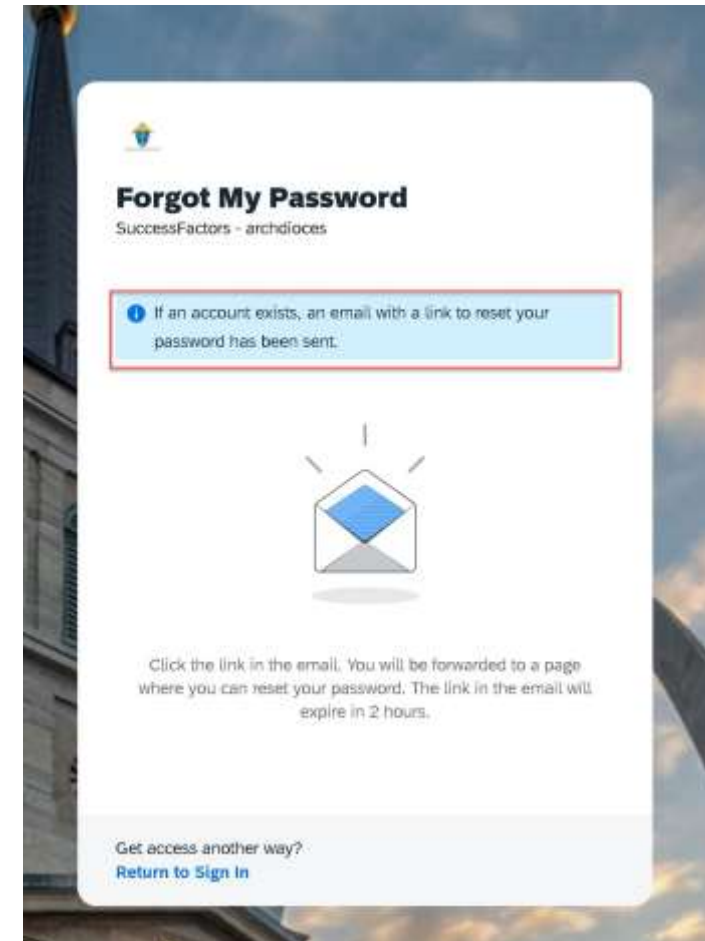 Forgot My Password
SuccessFactors - archdioces
If an account exists, an email with a link to reset your
password has been sent.
Click the link in the email. You will be forwarded to a page
where you can reset your password. The link in the email will
expire in 2 hours.
Get access another way?
Return to Sign In